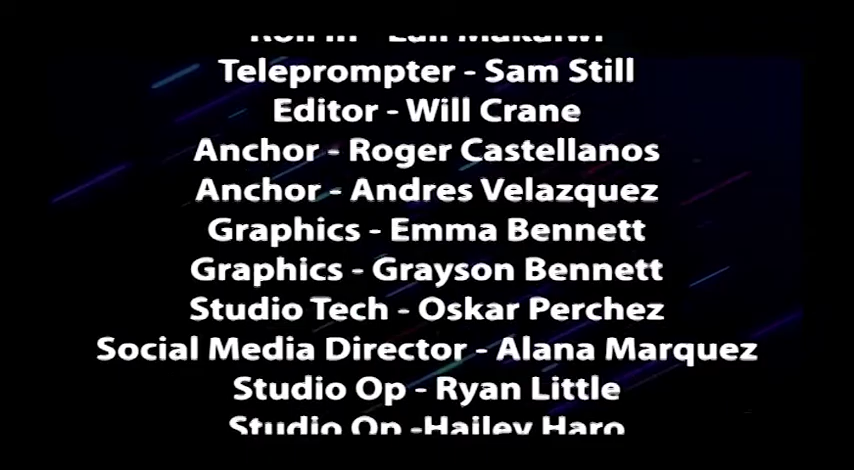 Teleprompter - Sam Still
Editor - Will Crane
Anchor - Roger Castellanos
Anchor - Andres Velazquez
Graphics - Emma Bennett
Graphics - Grayson Bennett
Studio Tech - Oskar Perchez
Social Media Director - Alana Marquez
Studio Op - Ryan Little
Studio Op -Hailey Haro